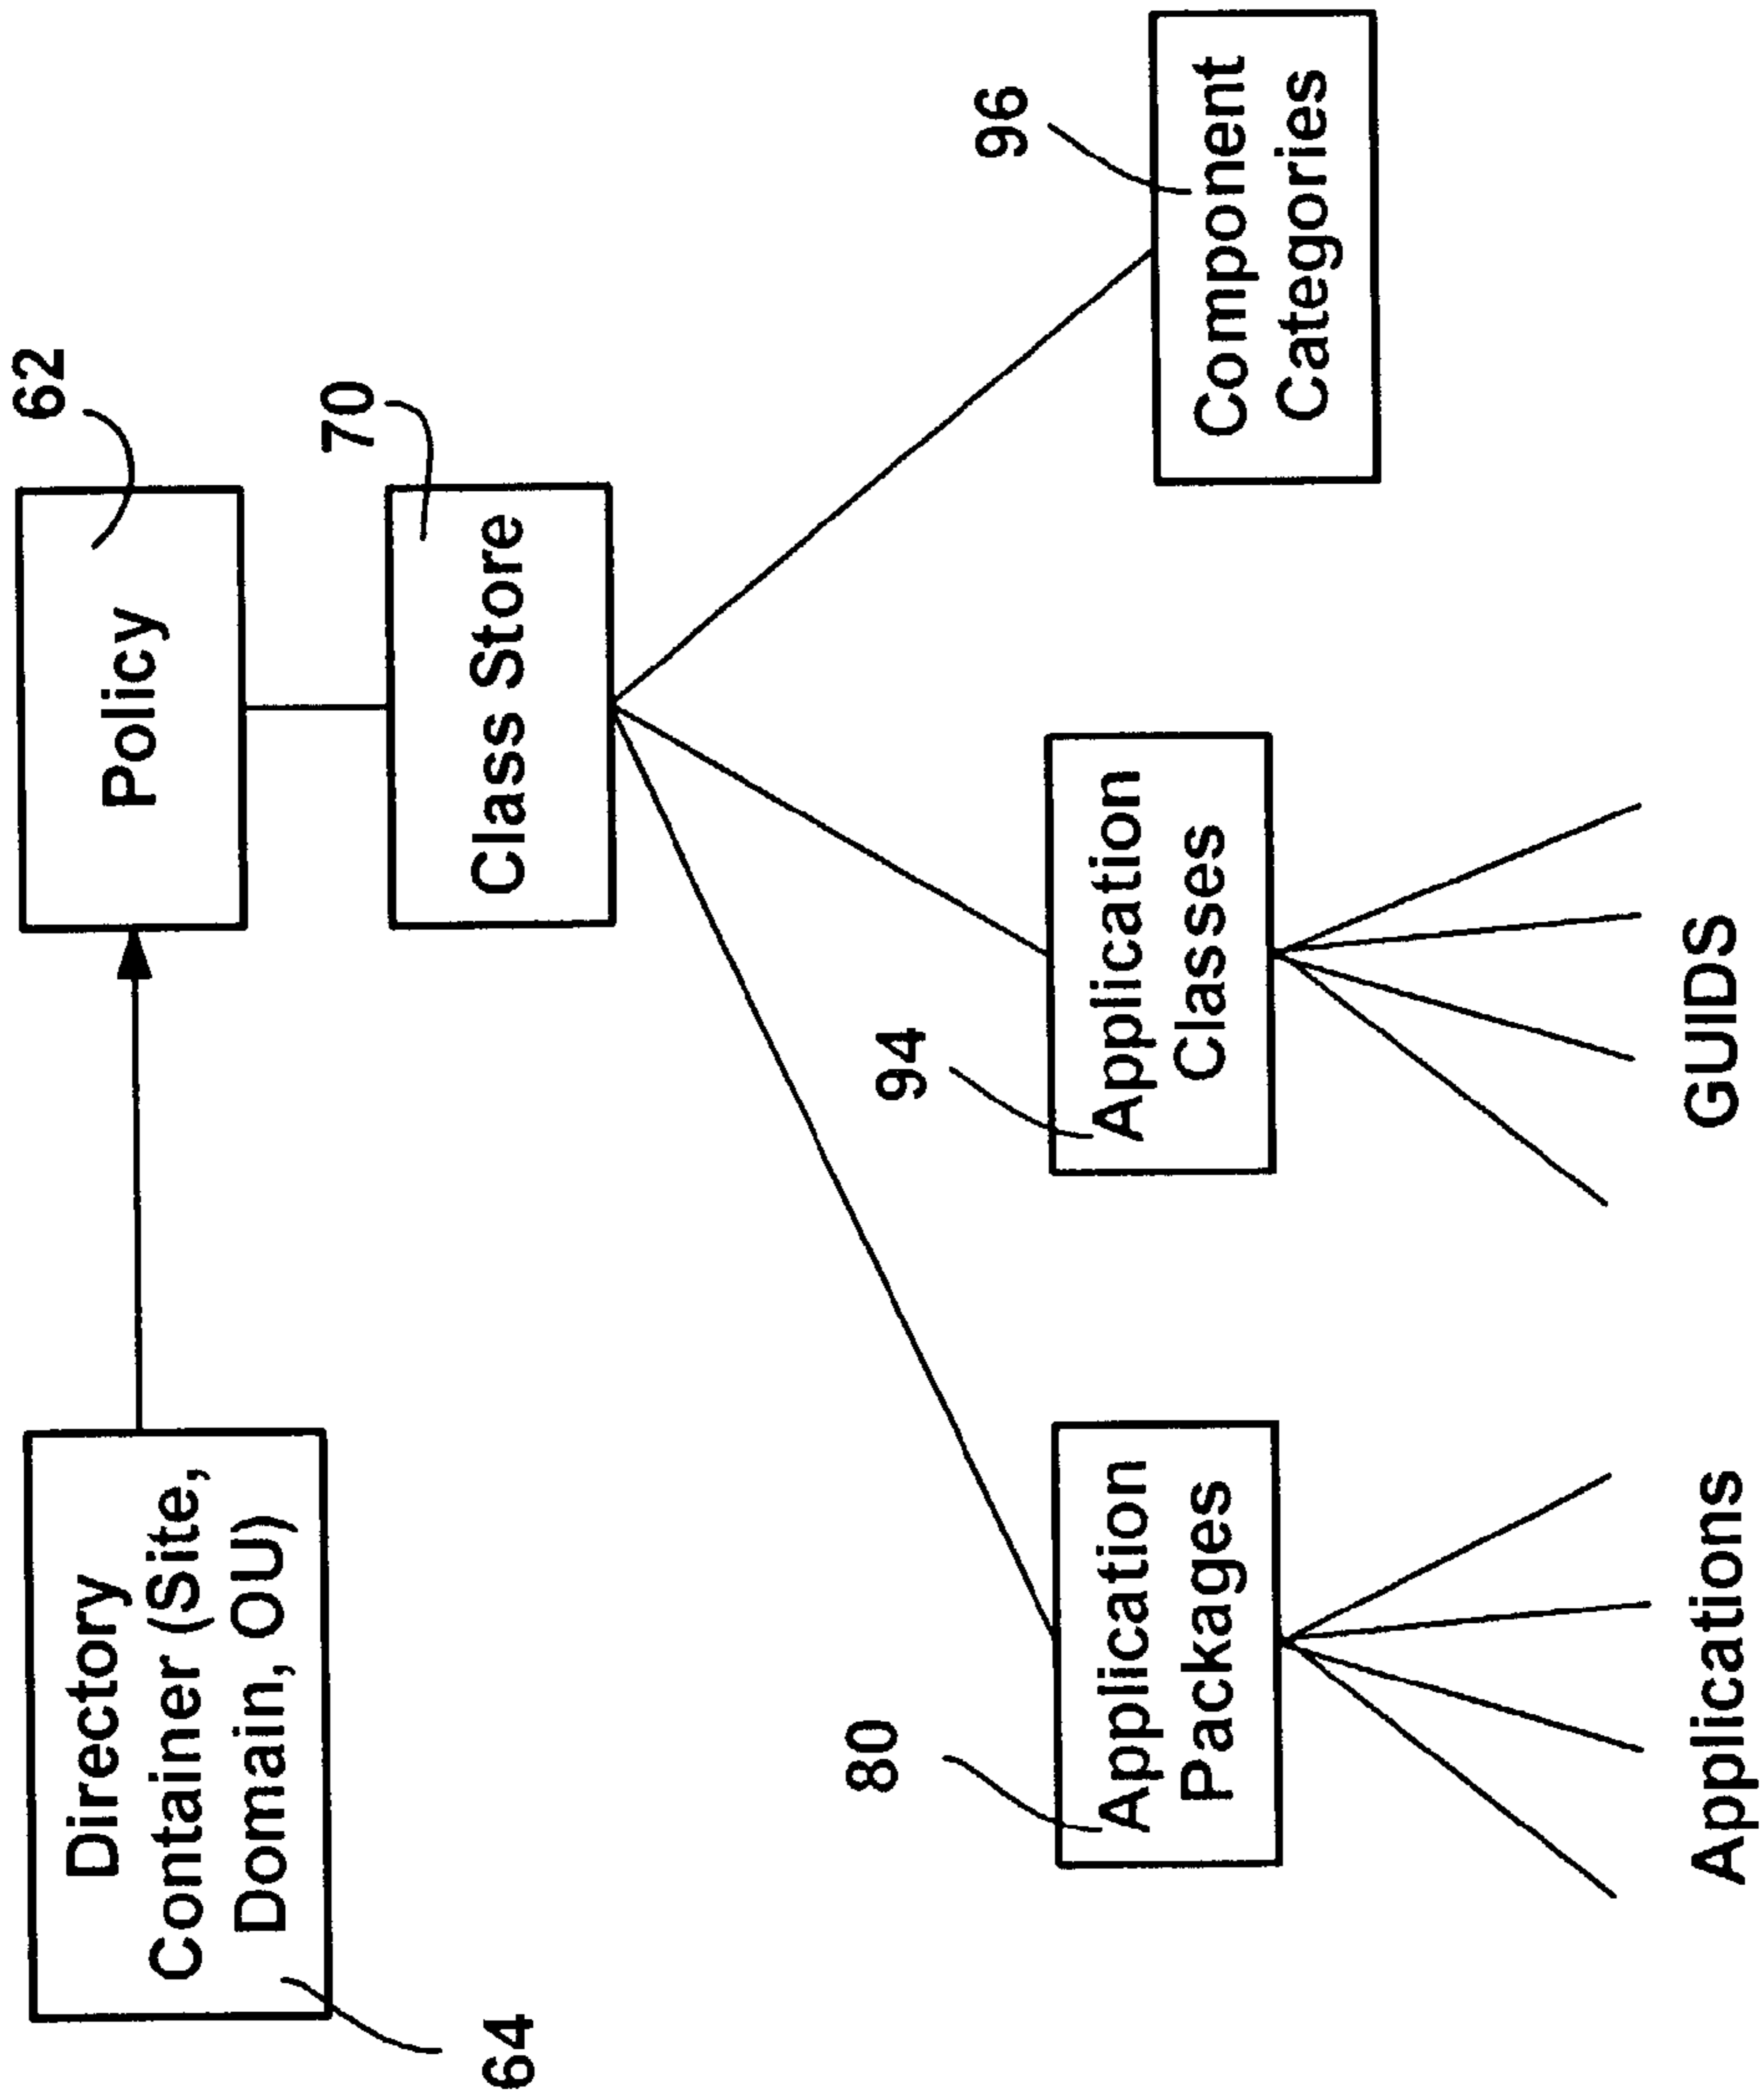 62
Policy
Directory
Container (Site,
Domain, OU)
64
70
Class Store
80
Application
Packages
94
Application
Classes
96
Component
Categories
Applications
GUIDS